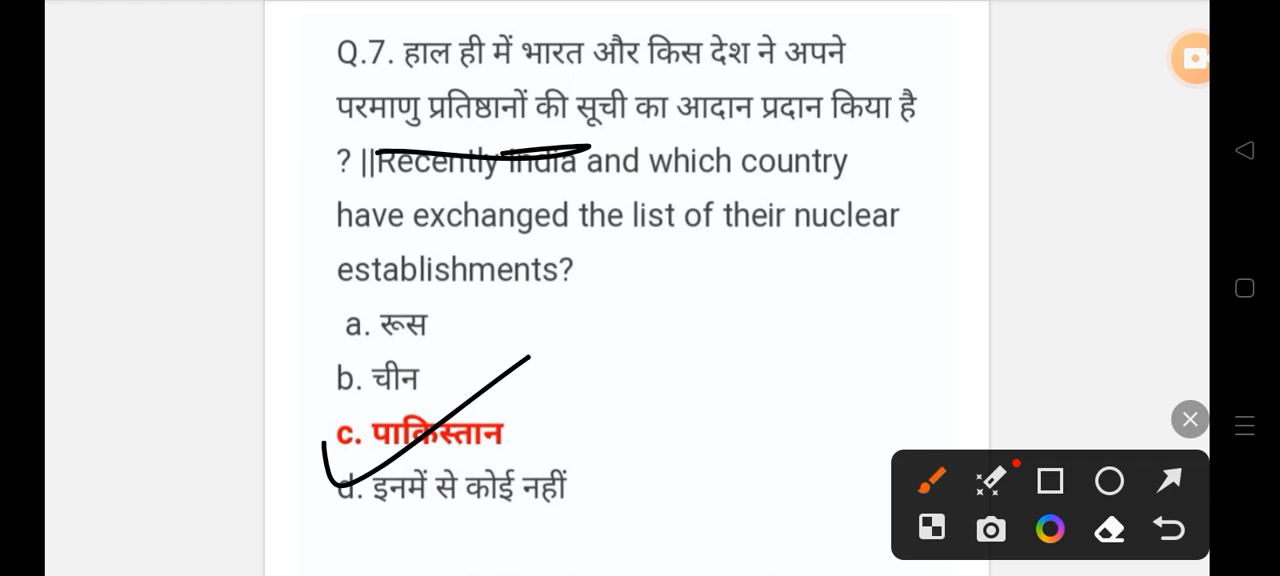 Q.7. हाल ही में भारत और किस देश ने अपने
परमाणु प्रतिष्ठानों की सूची का आदान प्रदान किया है
? ||Recently India and which country
have exchanged the list of their nuclear
establishments?
a. रूस
b. चीन
c. पाकिस्तान
d. इनमें से कोई नहीं